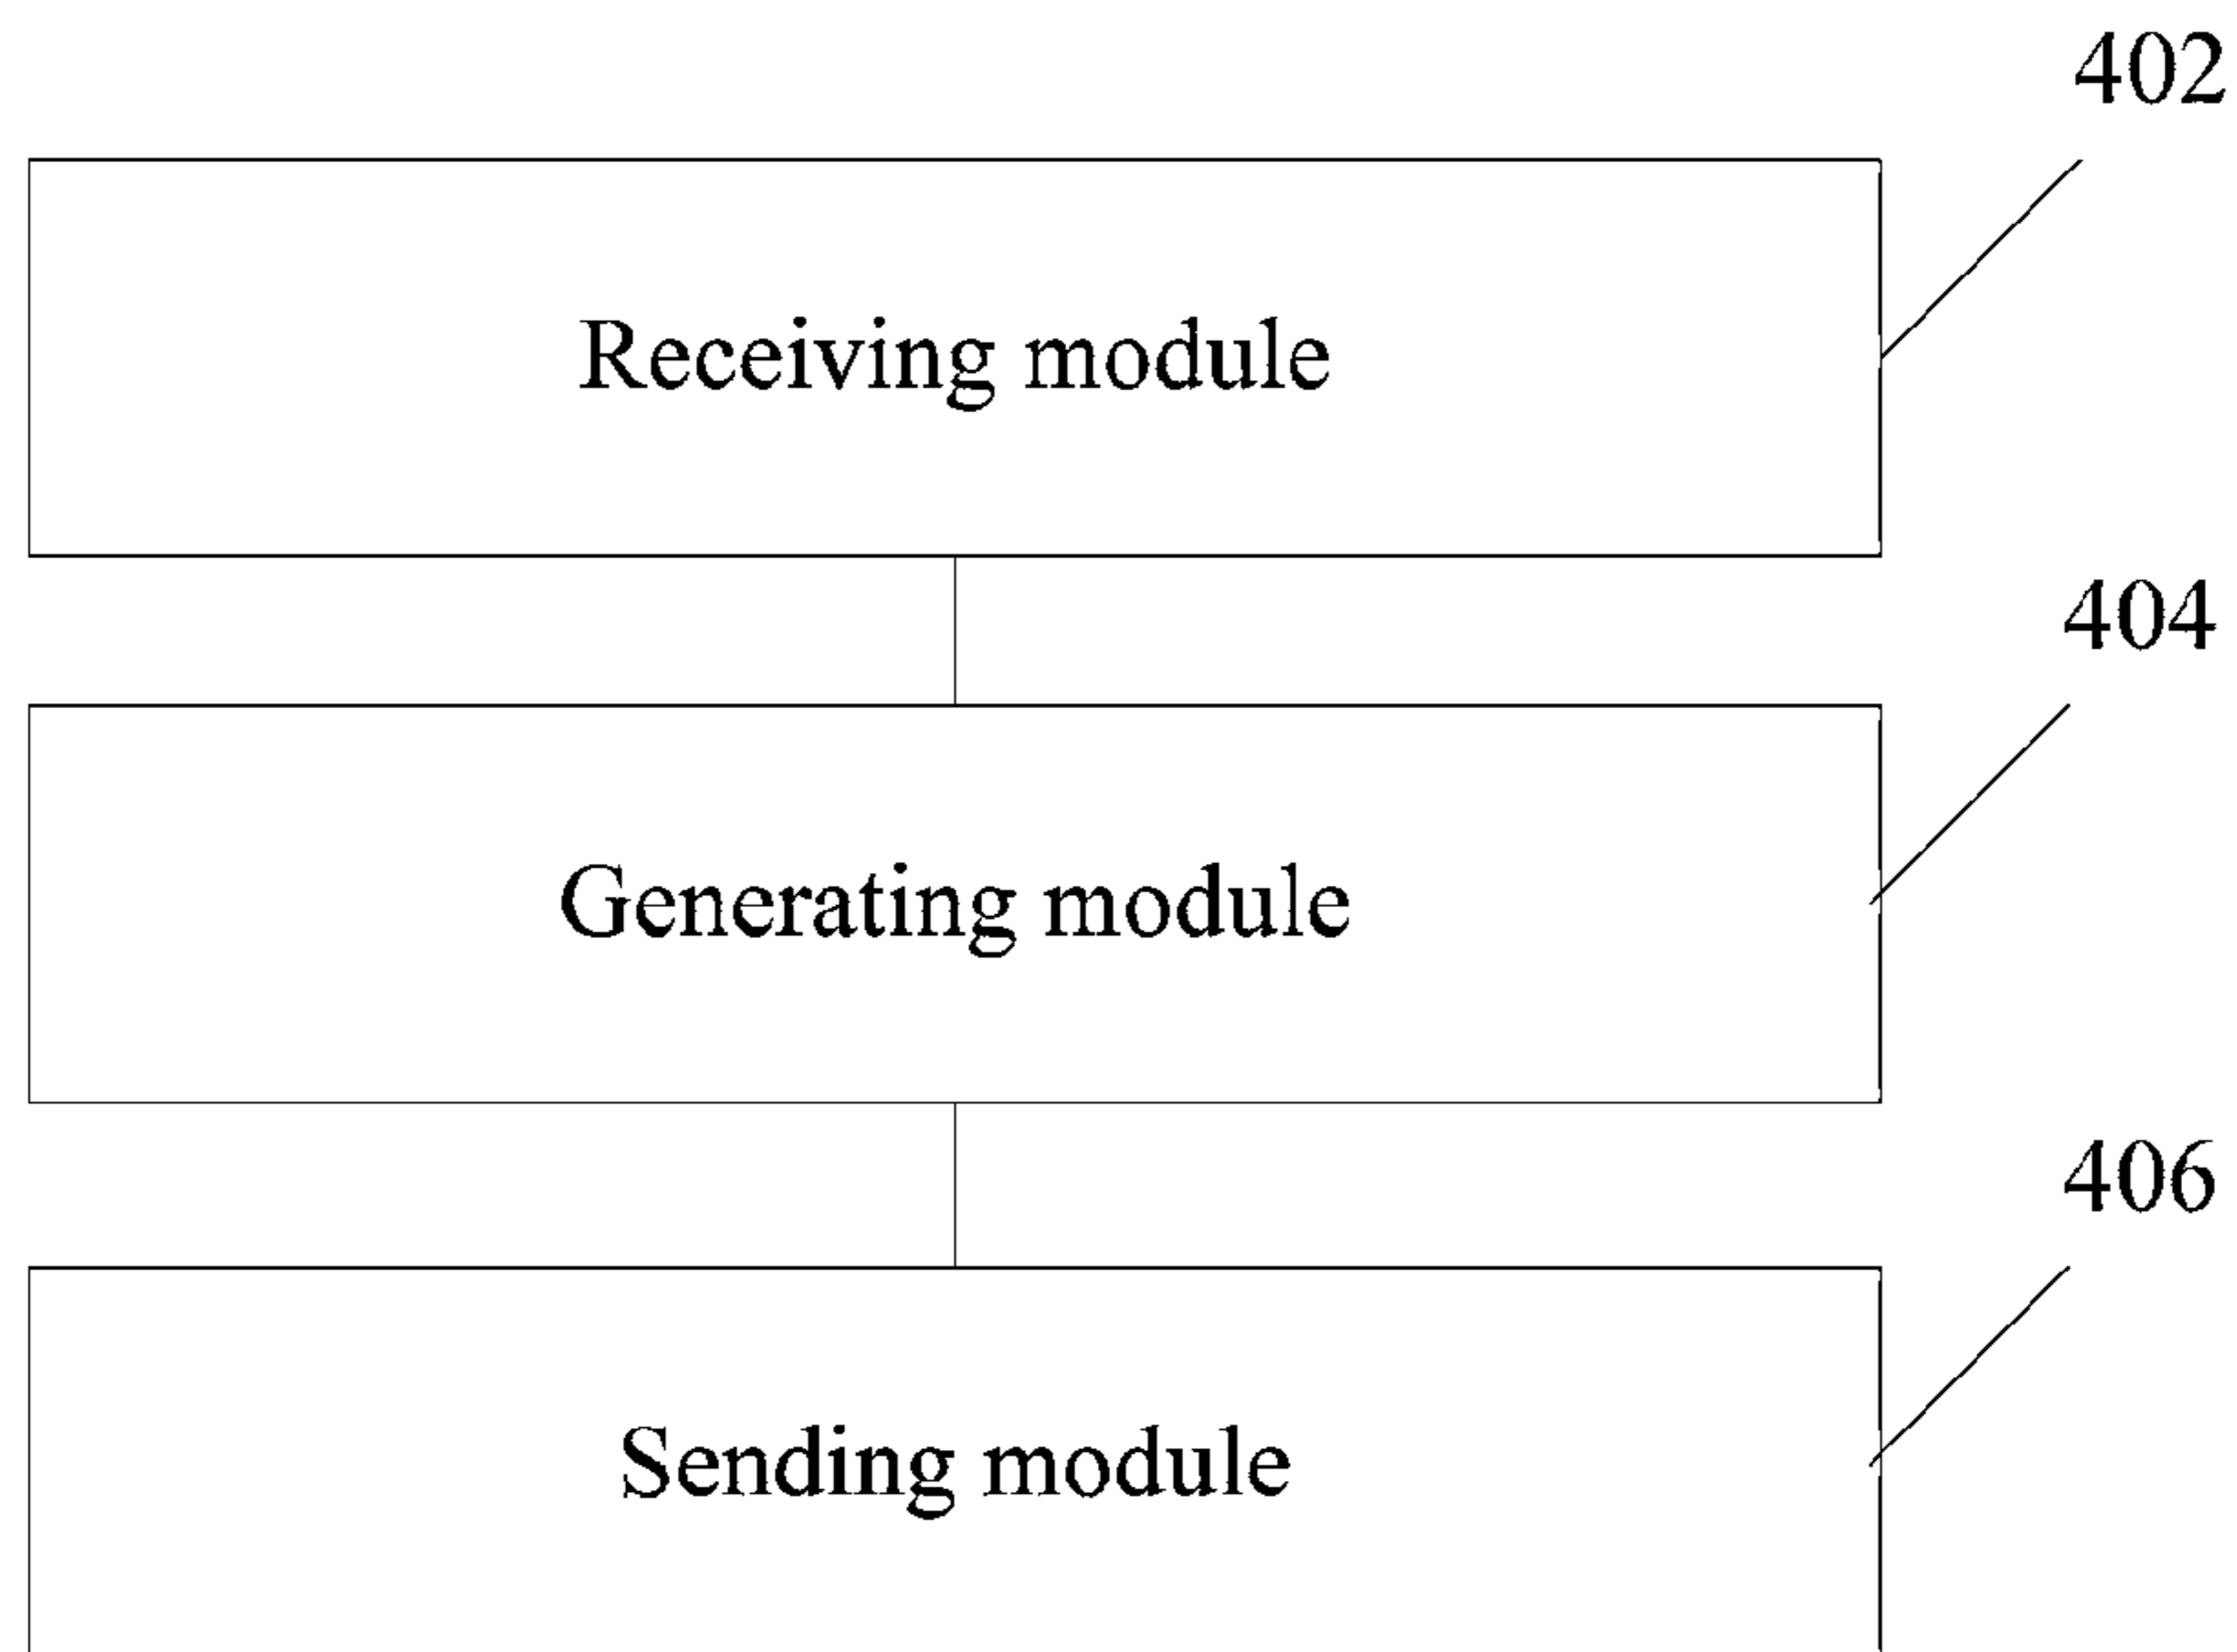 402
Receiving module
404
Generating module
406
Sending module